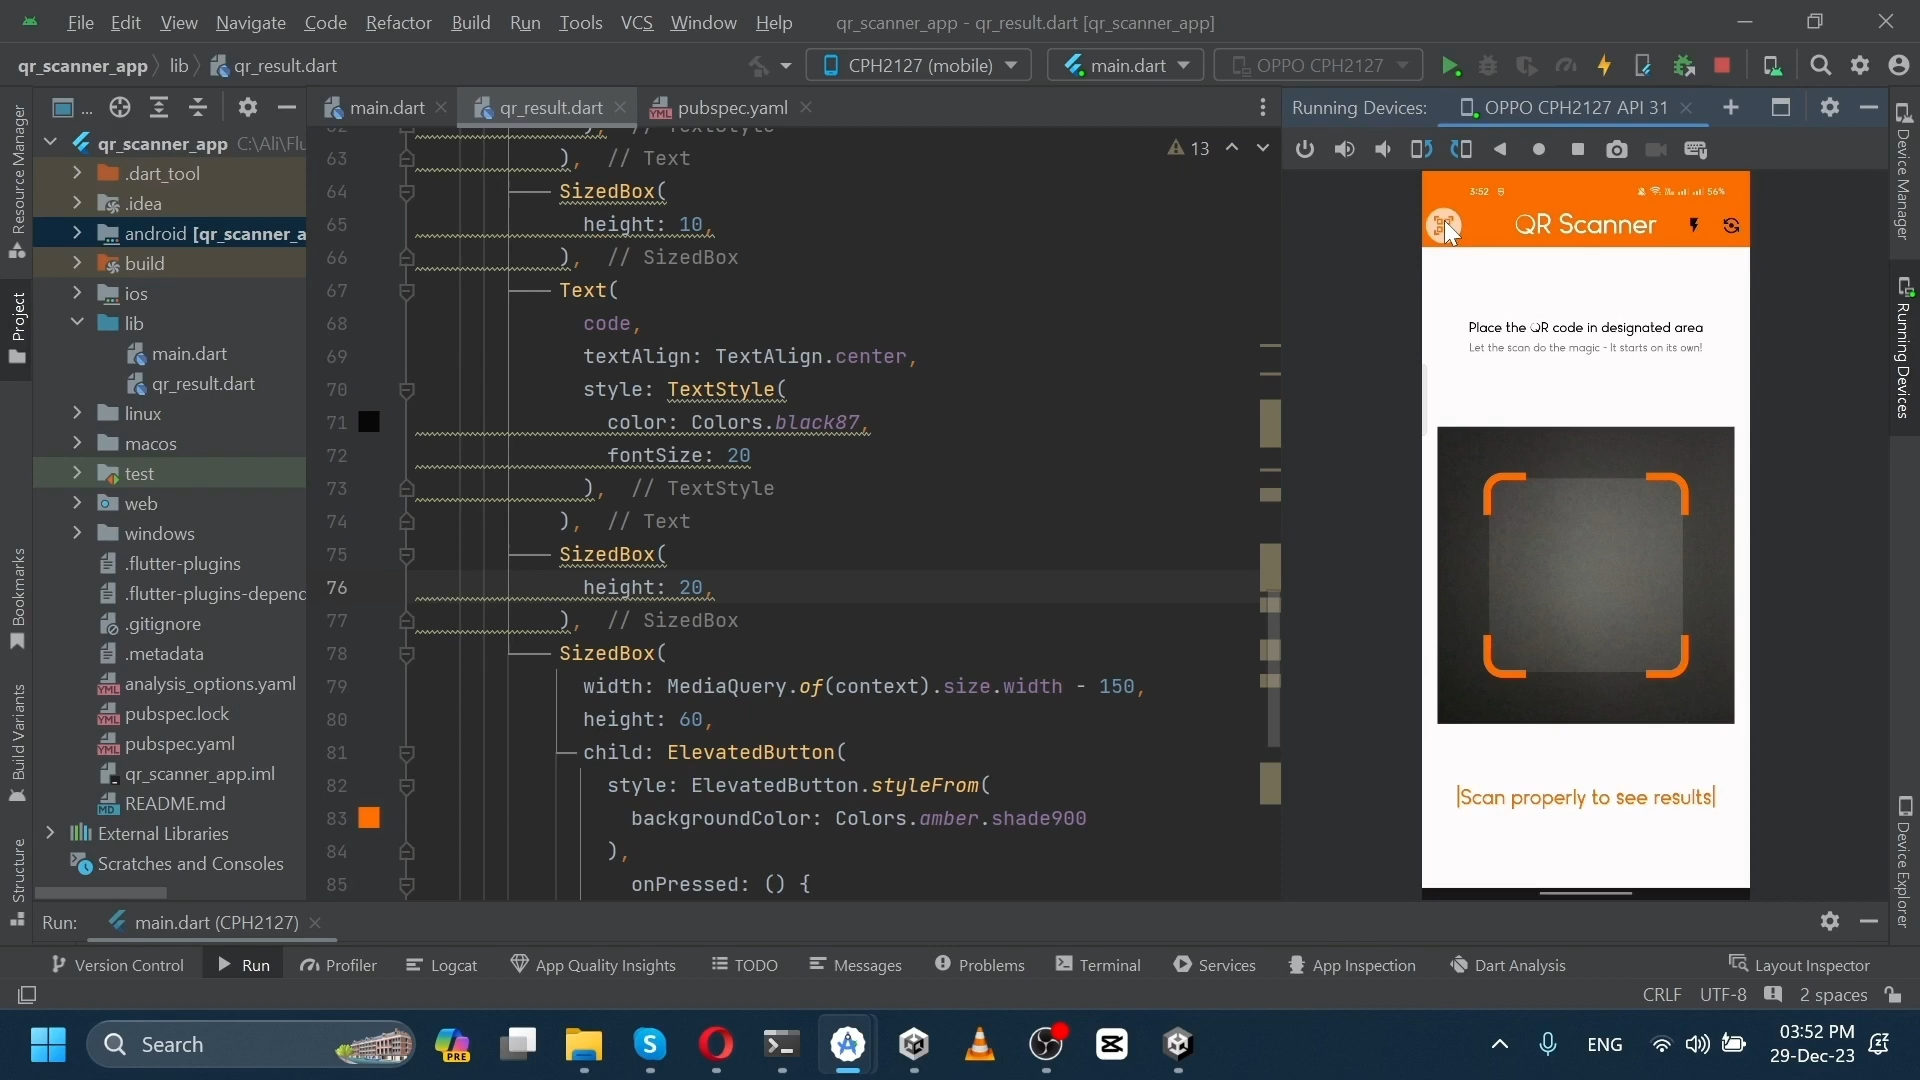 File Edit View Navigate Code Refactor Build Run Tools VCS Window Help qr_scanner_app - qr_result.dart [qr_scanner_app]
qr_scanner_app lib qr_result.dart CPH2127 (mobile) main.dart OPPO CPH2127
... main.dart qr_result.dart pubspec.yaml Running Devices: OPPO CPH2127 API 31
Resource Manager
Project
Bookmarks
Build Variants
Structure
qr_scanner_app C:\Ali\Flu
.dart_tool
.idea
android [qr_scanner_a
build
ios
lib
main.dart
qr_result.dart
linux
macos
test
web
windows
.flutter-plugins
.flutter-plugins-depend
.gitignore
.metadata
analysis_options.yaml
pubspec.lock
pubspec.yaml
qr_scanner_app.iml
README.md
External Libraries
Scratches and Consoles
62 ), // TextStyle
63 ), // Text
64 SizedBox(
65 height: 10,
66 ), // SizedBox
67 Text(
68 code,
69 textAlign: TextAlign.center,
70 style: TextStyle(
71 color: Colors.black87,
72 fontSize: 20
73 ), // TextStyle
74 ), // Text
75 SizedBox(
76 height: 20,
77 ), // SizedBox
78 SizedBox(
79 width: MediaQuery.of(context).size.width - 150,
80 height: 60,
81 child: ElevatedButton(
82 style: ElevatedButton.styleFrom(
83 backgroundColor: Colors.amber.shade900
84 ),
85 onPressed: () {
13
3:52 56%
QR Scanner
Place the QR code in designated area
Let the scan do the magic - It starts on its own!
|Scan properly to see results|
Device Manager
Running Devices
Device Explorer
Run: main.dart (CPH2127)
Version Control Run Profiler Logcat App Quality Insights TODO Messages Problems Terminal Services App Inspection Dart Analysis Layout Inspector
CRLF UTF-8 2 spaces
Search PRE ENG 03:52 PM
29-Dec-23